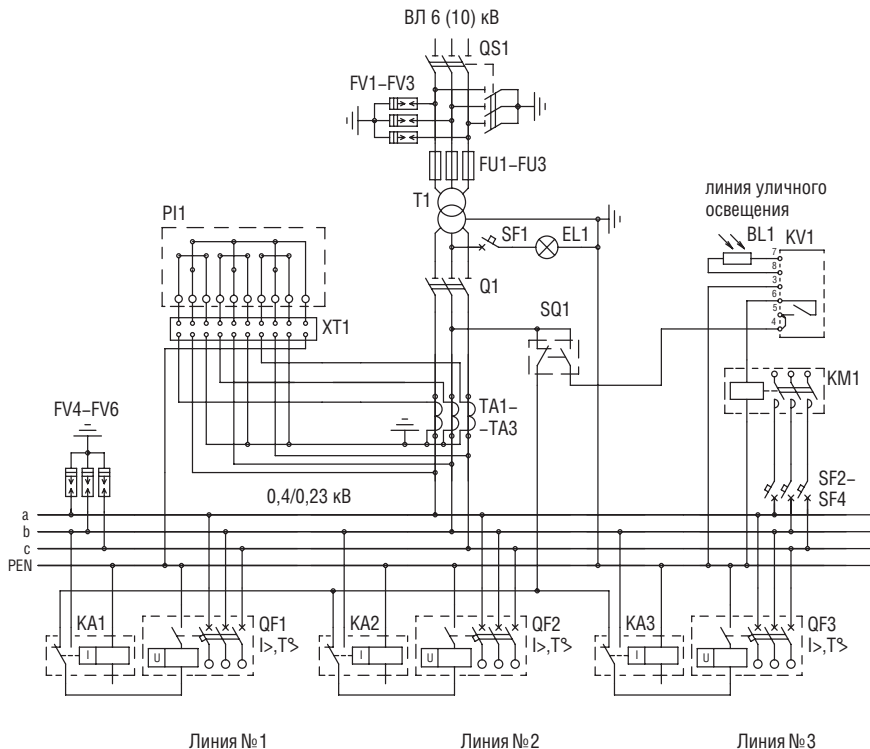 ВЛ 6 (10) кВ
QS1
FV1–FV3
FU1–FU3
T1
линия уличного
освещения
PI1
SF1
EL1
BL1
KV1
7
8
3
6
5
4
Q1
SQ1
XT1
KM1
FV4–FV6
TA1–
–TA3
0,4/0,23 кВ
SF2–
SF4
a
b
c
PEN
KA1
QF1
I>,T°>
I
U
KA2
QF2
I>,T°>
I
U
KA3
QF3
I>,T°>
I
U
Линия №1
Линия №2
Линия №3